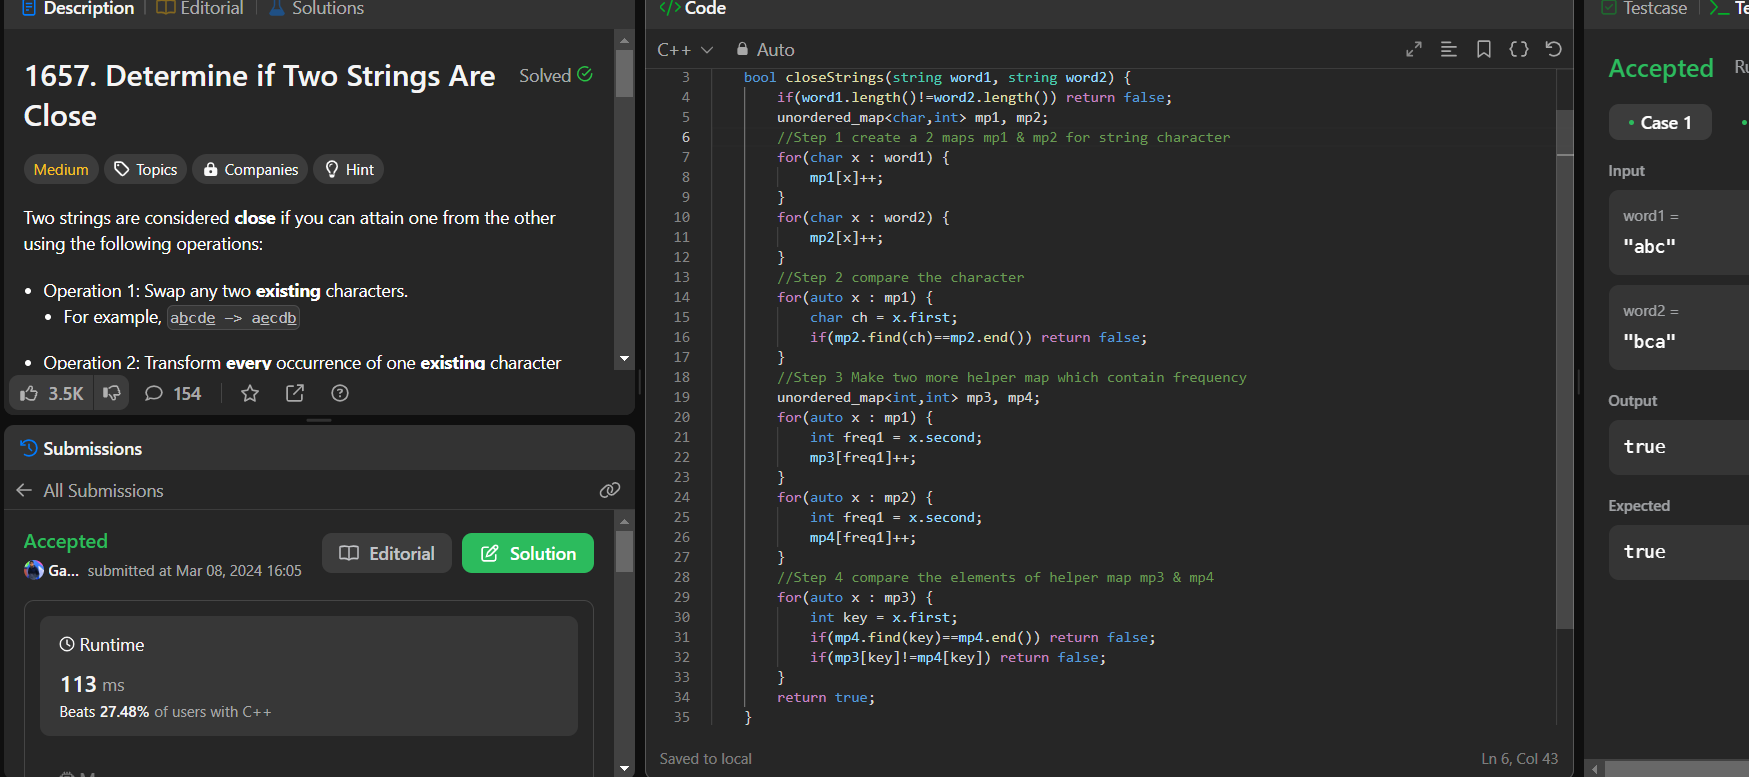 Description
Editorial
Solutions
1657. Determine if Two Strings Are
Close
Solved
Medium
Topics
Companies
Hint
Two strings are considered close if you can attain one from the other
using the following operations:
• Operation 1: Swap any two existing characters.
• For example, abcde -> aecdb
• Operation 2: Transform every occurrence of one existing character
3.5K
154
Submissions
All Submissions
Accepted
Ga... submitted at Mar 08, 2024 16:05
Editorial
Solution
Runtime
113 ms
Beats 27.48% of users with C++
</> Code
C++
Auto
3 bool closeStrings(string word1, string word2) {
4 if(word1.length()!=word2.length()) return false;
5 unordered_map<char,int> mp1, mp2;
6 //Step 1 create a 2 maps mp1 & mp2 for string character
7 for(char x : word1) {
8 mp1[x]++;
9 }
10 for(char x : word2) {
11 mp2[x]++;
12 }
13 //Step 2 compare the character
14 for(auto x : mp1) {
15 char ch = x.first;
16 if(mp2.find(ch)==mp2.end()) return false;
17 }
18 //Step 3 Make two more helper map which contain frequency
19 unordered_map<int,int> mp3, mp4;
20 for(auto x : mp1) {
21 int freq1 = x.second;
22 mp3[freq1]++;
23 }
24 for(auto x : mp2) {
25 int freq1 = x.second;
26 mp4[freq1]++;
27 }
28 //Step 4 compare the elements of helper map mp3 & mp4
29 for(auto x : mp3) {
30 int key = x.first;
31 if(mp4.find(key)==mp4.end()) return false;
32 if(mp3[key]!=mp4[key]) return false;
33 }
34 return true;
35 }
Saved to local
Ln 6, Col 43
Testcase
>_ Te
Accepted
Ru
• Case 1
Input
word1 =
"abc"
word2 =
"bca"
Output
true
Expected
true